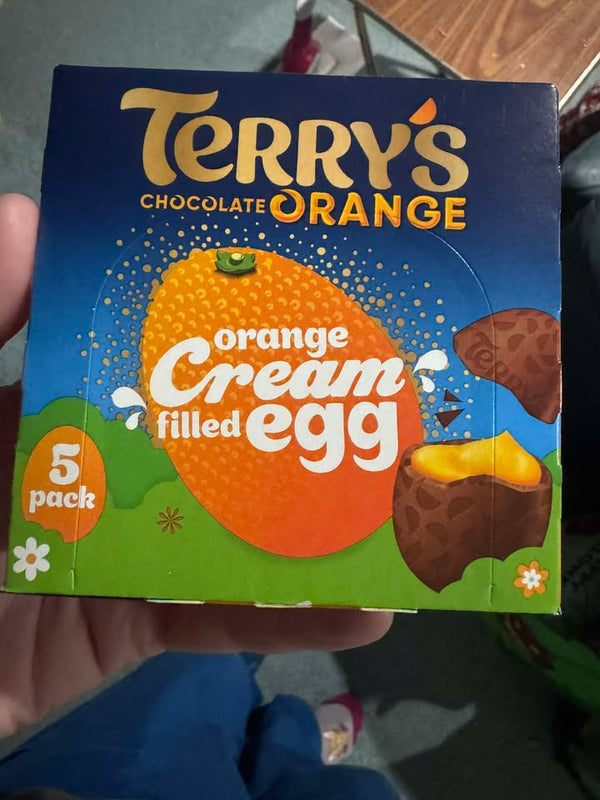 TERRY'S
CHOCOLATE ORANGE
orange
Cream
filled egg
5
pack